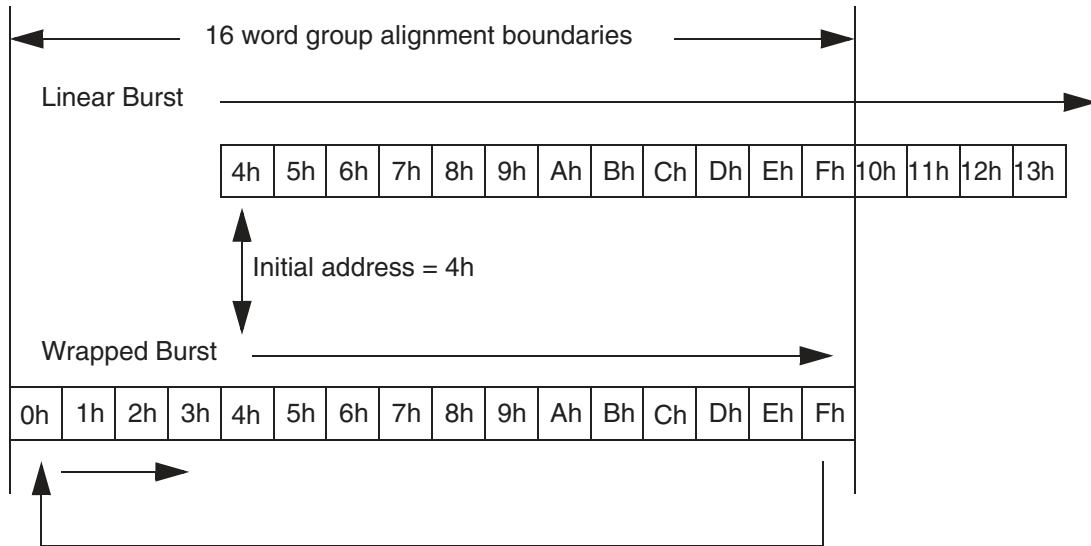 16 word group alignment boundaries
Linear Burst
4h 5h 6h 7h 8h 9h Ah Bh Ch Dh Eh Fh 10h 11h 12h 13h
Initial address = 4h
Wrapped Burst
0h 1h 2h 3h 4h 5h 6h 7h 8h 9h Ah Bh Ch Dh Eh Fh